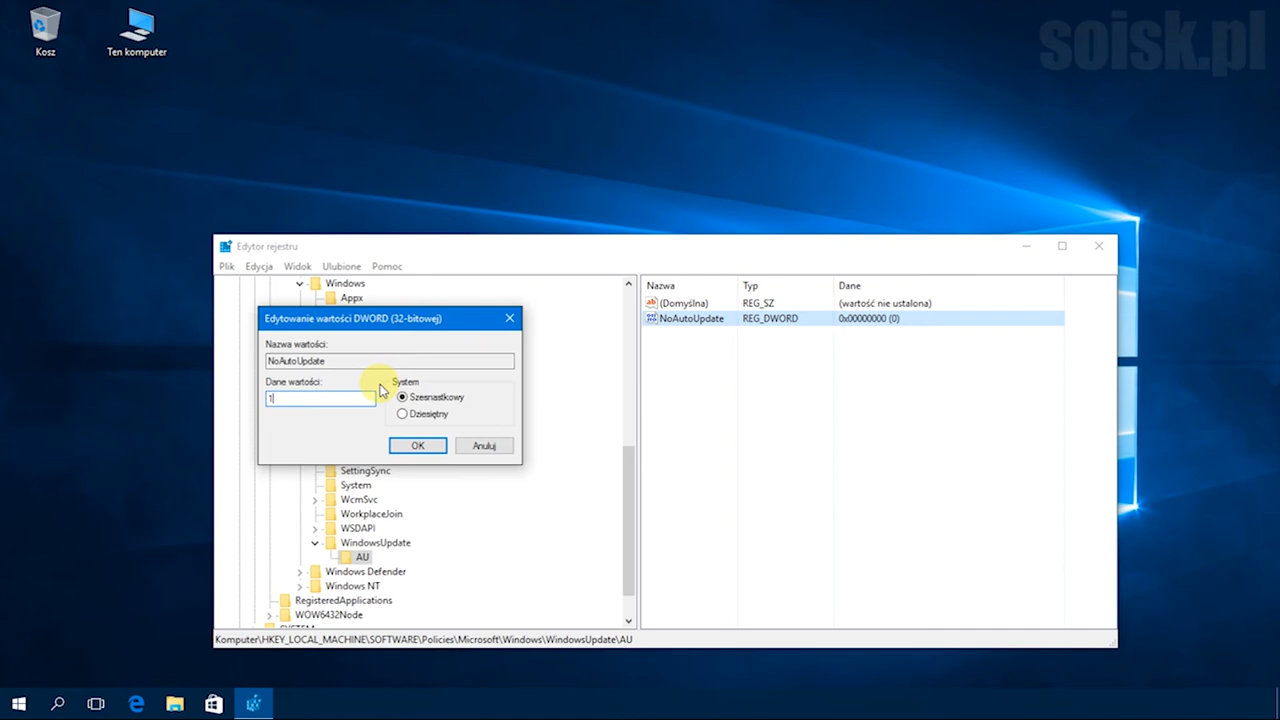 soisk.pl
Kosz
Ten komputer
Edytor rejestru
Plik Edycja Widok Ulubione Pomoc
Windows
Appx
Nazwa Typ Dane
(Domyślna) REG_SZ (wartość nie ustalona)
NoAutoUpdate REG_DWORD 0x00000000 (0)
Edytowanie wartości DWORD (32-bitowej)
Nazwa wartości:
NoAutoUpdate
Dane wartości:
1
System
Szesnastkowy
Dziesiętny
OK Anuluj
SettingSync
System
WcmSvc
WorkplaceJoin
WSDAPI
WindowsUpdate
AU
Windows Defender
Windows NT
RegisteredApplications
WOW6432Node
SYSTEM
Komputer\HKEY_LOCAL_MACHINE\SOFTWARE\Policies\Microsoft\Windows\WindowsUpdate\AU